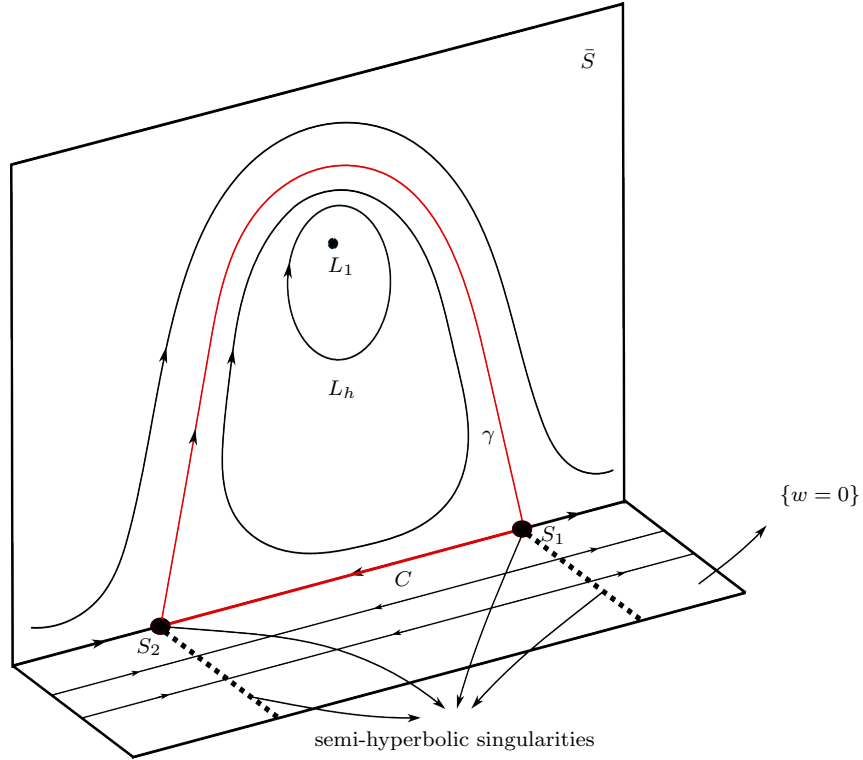 S̄
L₁
L_h
γ
{w = 0}
S₁
C
S₂
semi-hyperbolic singularities